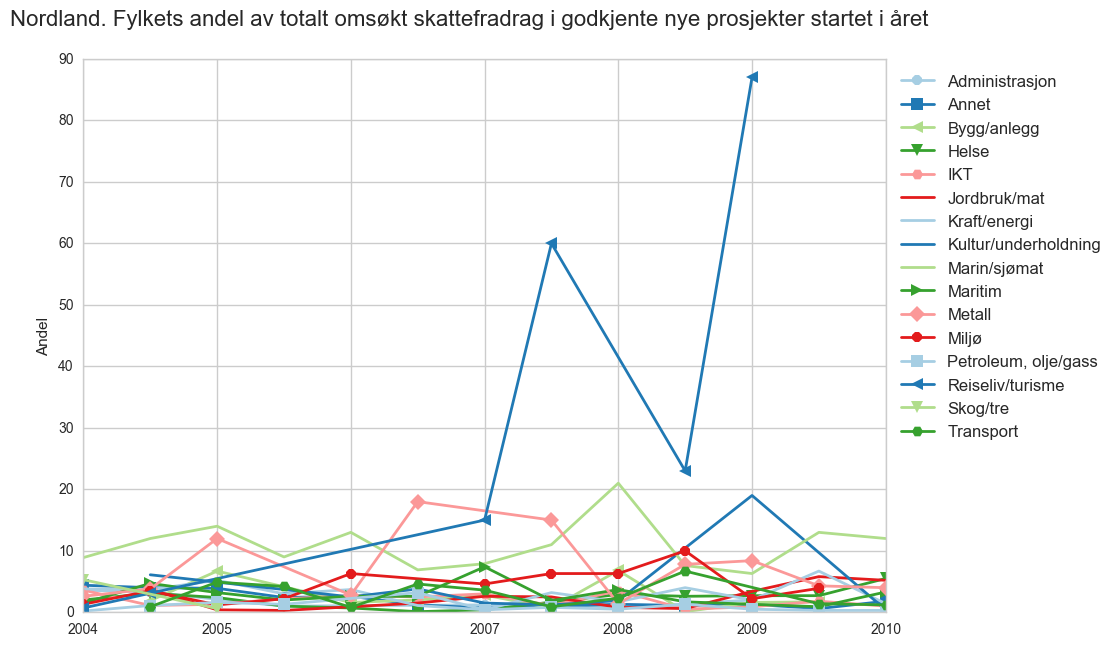 Nordland. Fylkets andel av totalt omsøkt skattefradrag i godkjente nye prosjekter startet i året
90
80
70
60
50
40
30
20
10
0
Andel
2004 2005 2006 2007 2008 2009 2010
Administrasjon
Annet
Bygg/anlegg
Helse
IKT
Jordbruk/mat
Kraft/energi
Kultur/underholdning
Marin/sjømat
Maritim
Metall
Miljø
Petroleum, olje/gass
Reiseliv/turisme
Skog/tre
Transport